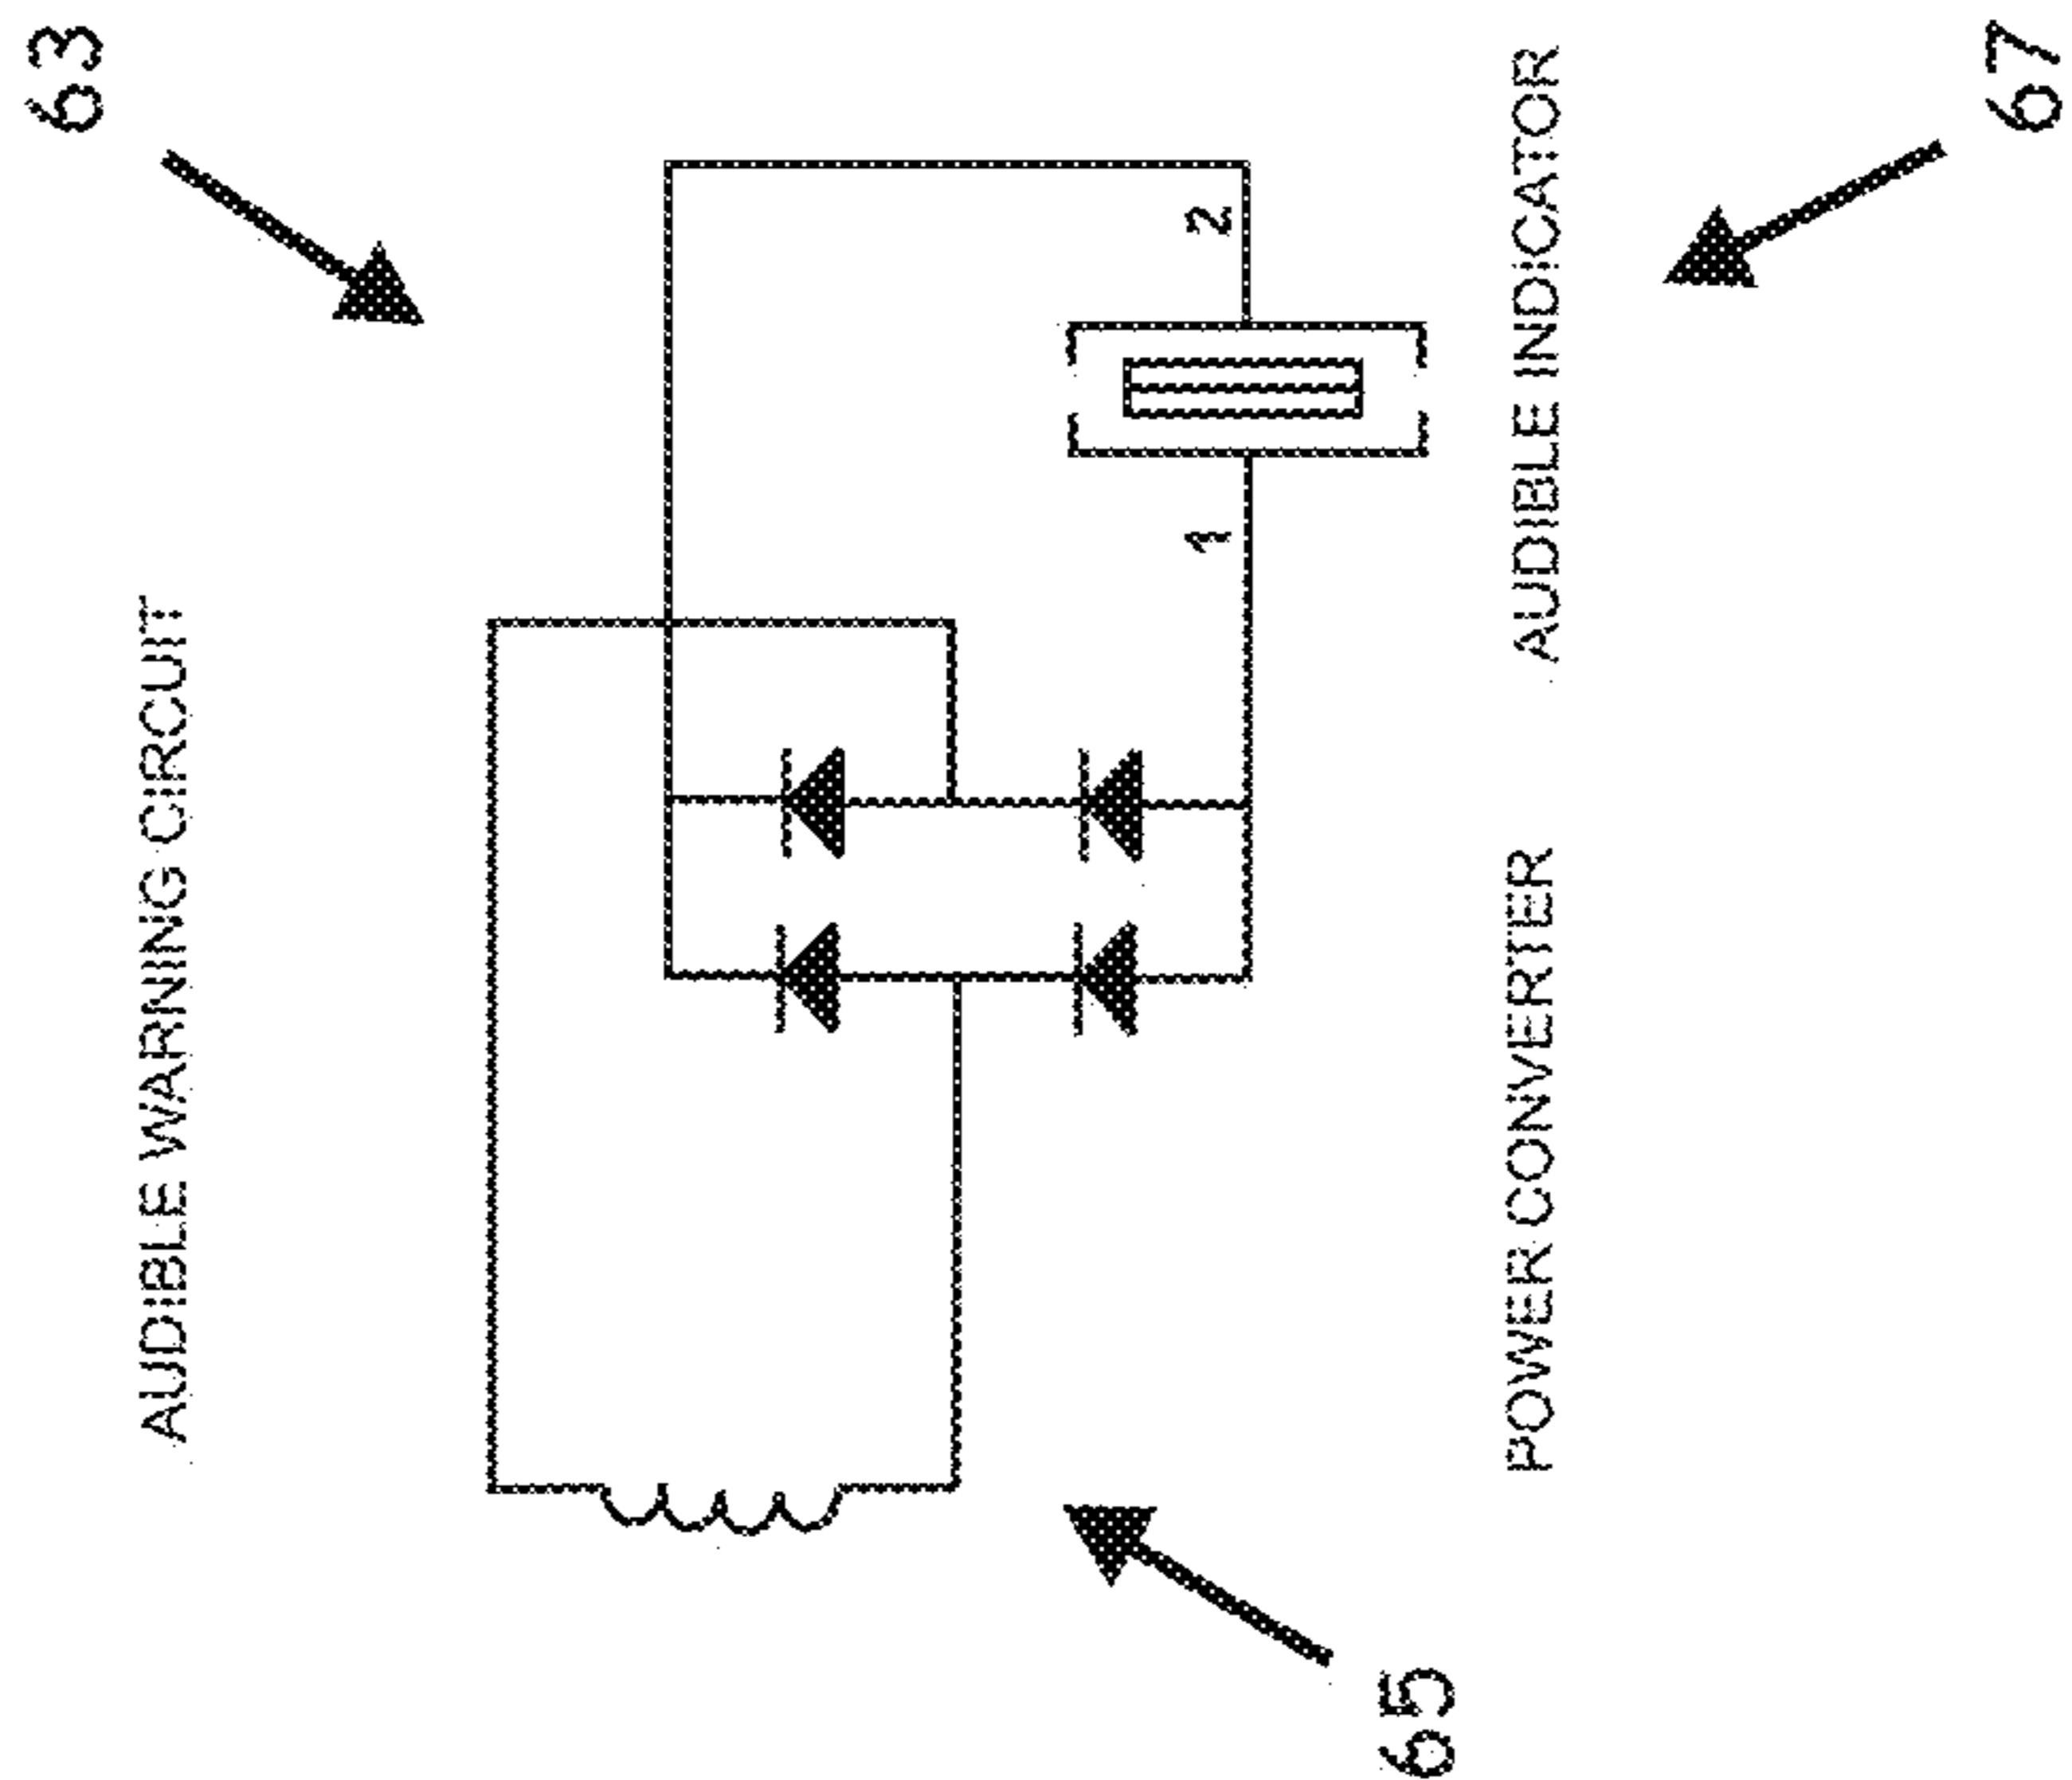 63
AUDIBLE WARNING CIRCUIT
2
1
65
POWER CONVERTER
AUDIBLE INDICATOR
67